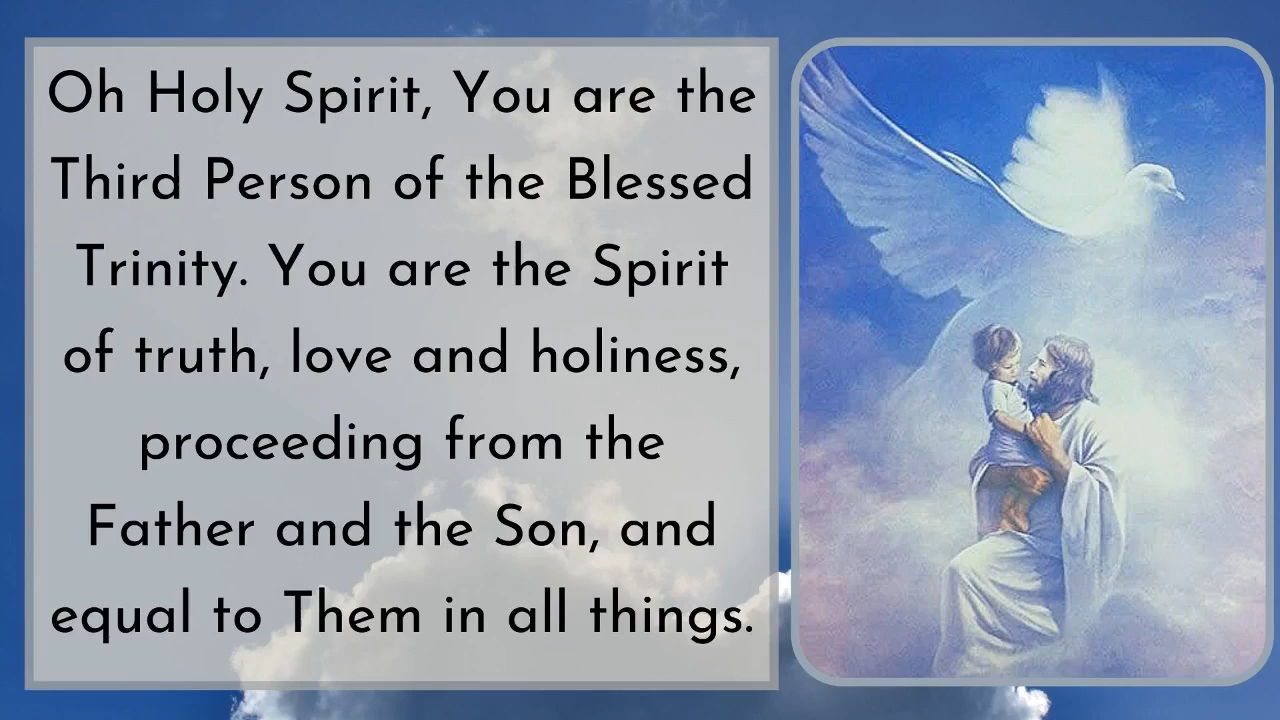 Oh Holy Spirit, You are the
Third Person of the Blessed
Trinity. You are the Spirit
of truth, love and holiness,
proceeding from the
Father and the Son, and
equal to Them in all things.